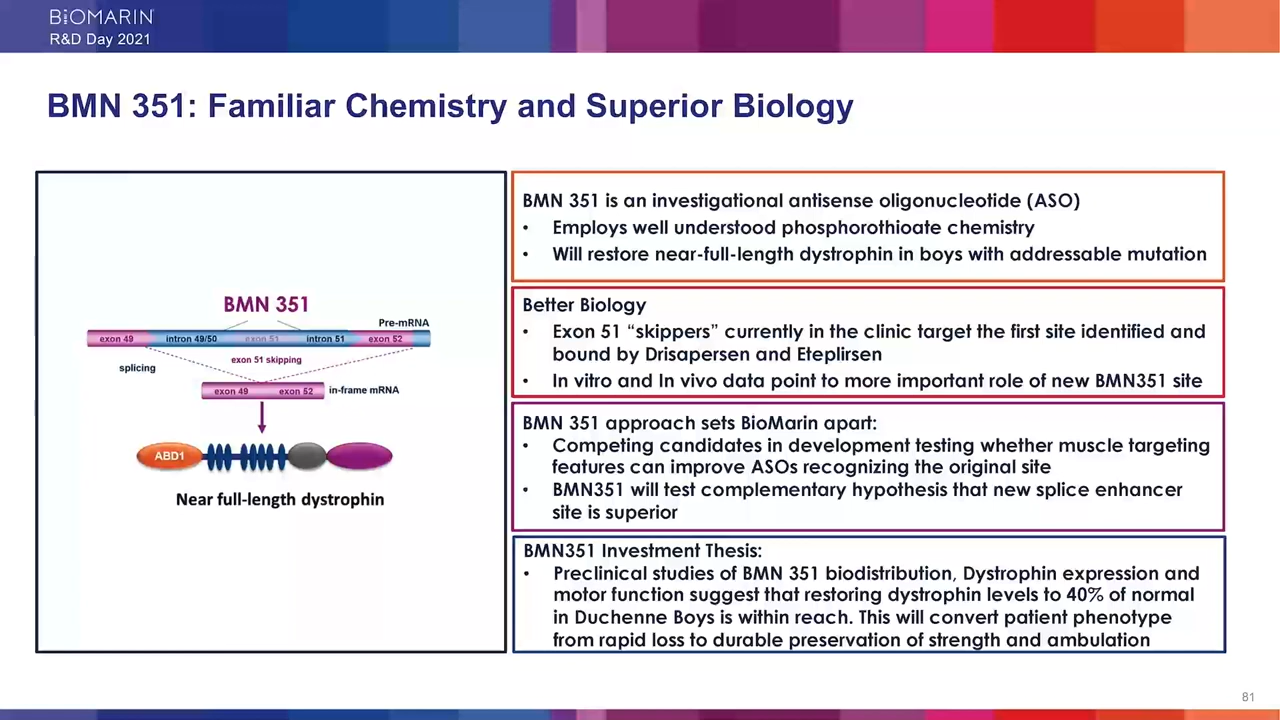 BIOMARIN
R&D Day 2021
BMN 351: Familiar Chemistry and Superior Biology
BMN 351
Pre-mRNA
exon 49 intron 49/50 exon 51 intron 51 exon 52
exon 51 skipping
splicing
exon 49 exon 52 in-frame mRNA
ABD1
Near full-length dystrophin
BMN 351 is an investigational antisense oligonucleotide (ASO)
• Employs well understood phosphorothioate chemistry
• Will restore near-full-length dystrophin in boys with addressable mutation
Better Biology
• Exon 51 “skippers” currently in the clinic target the first site identified and
bound by Drisapersen and Eteplirsen
• In vitro and In vivo data point to more important role of new BMN351 site
BMN 351 approach sets BioMarin apart:
• Competing candidates in development testing whether muscle targeting
features can improve ASOs recognizing the original site
• BMN351 will test complementary hypothesis that new splice enhancer
site is superior
BMN351 Investment Thesis:
• Preclinical studies of BMN 351 biodistribution, Dystrophin expression and
motor function suggest that restoring dystrophin levels to 40% of normal
in Duchenne Boys is within reach. This will convert patient phenotype
from rapid loss to durable preservation of strength and ambulation
81